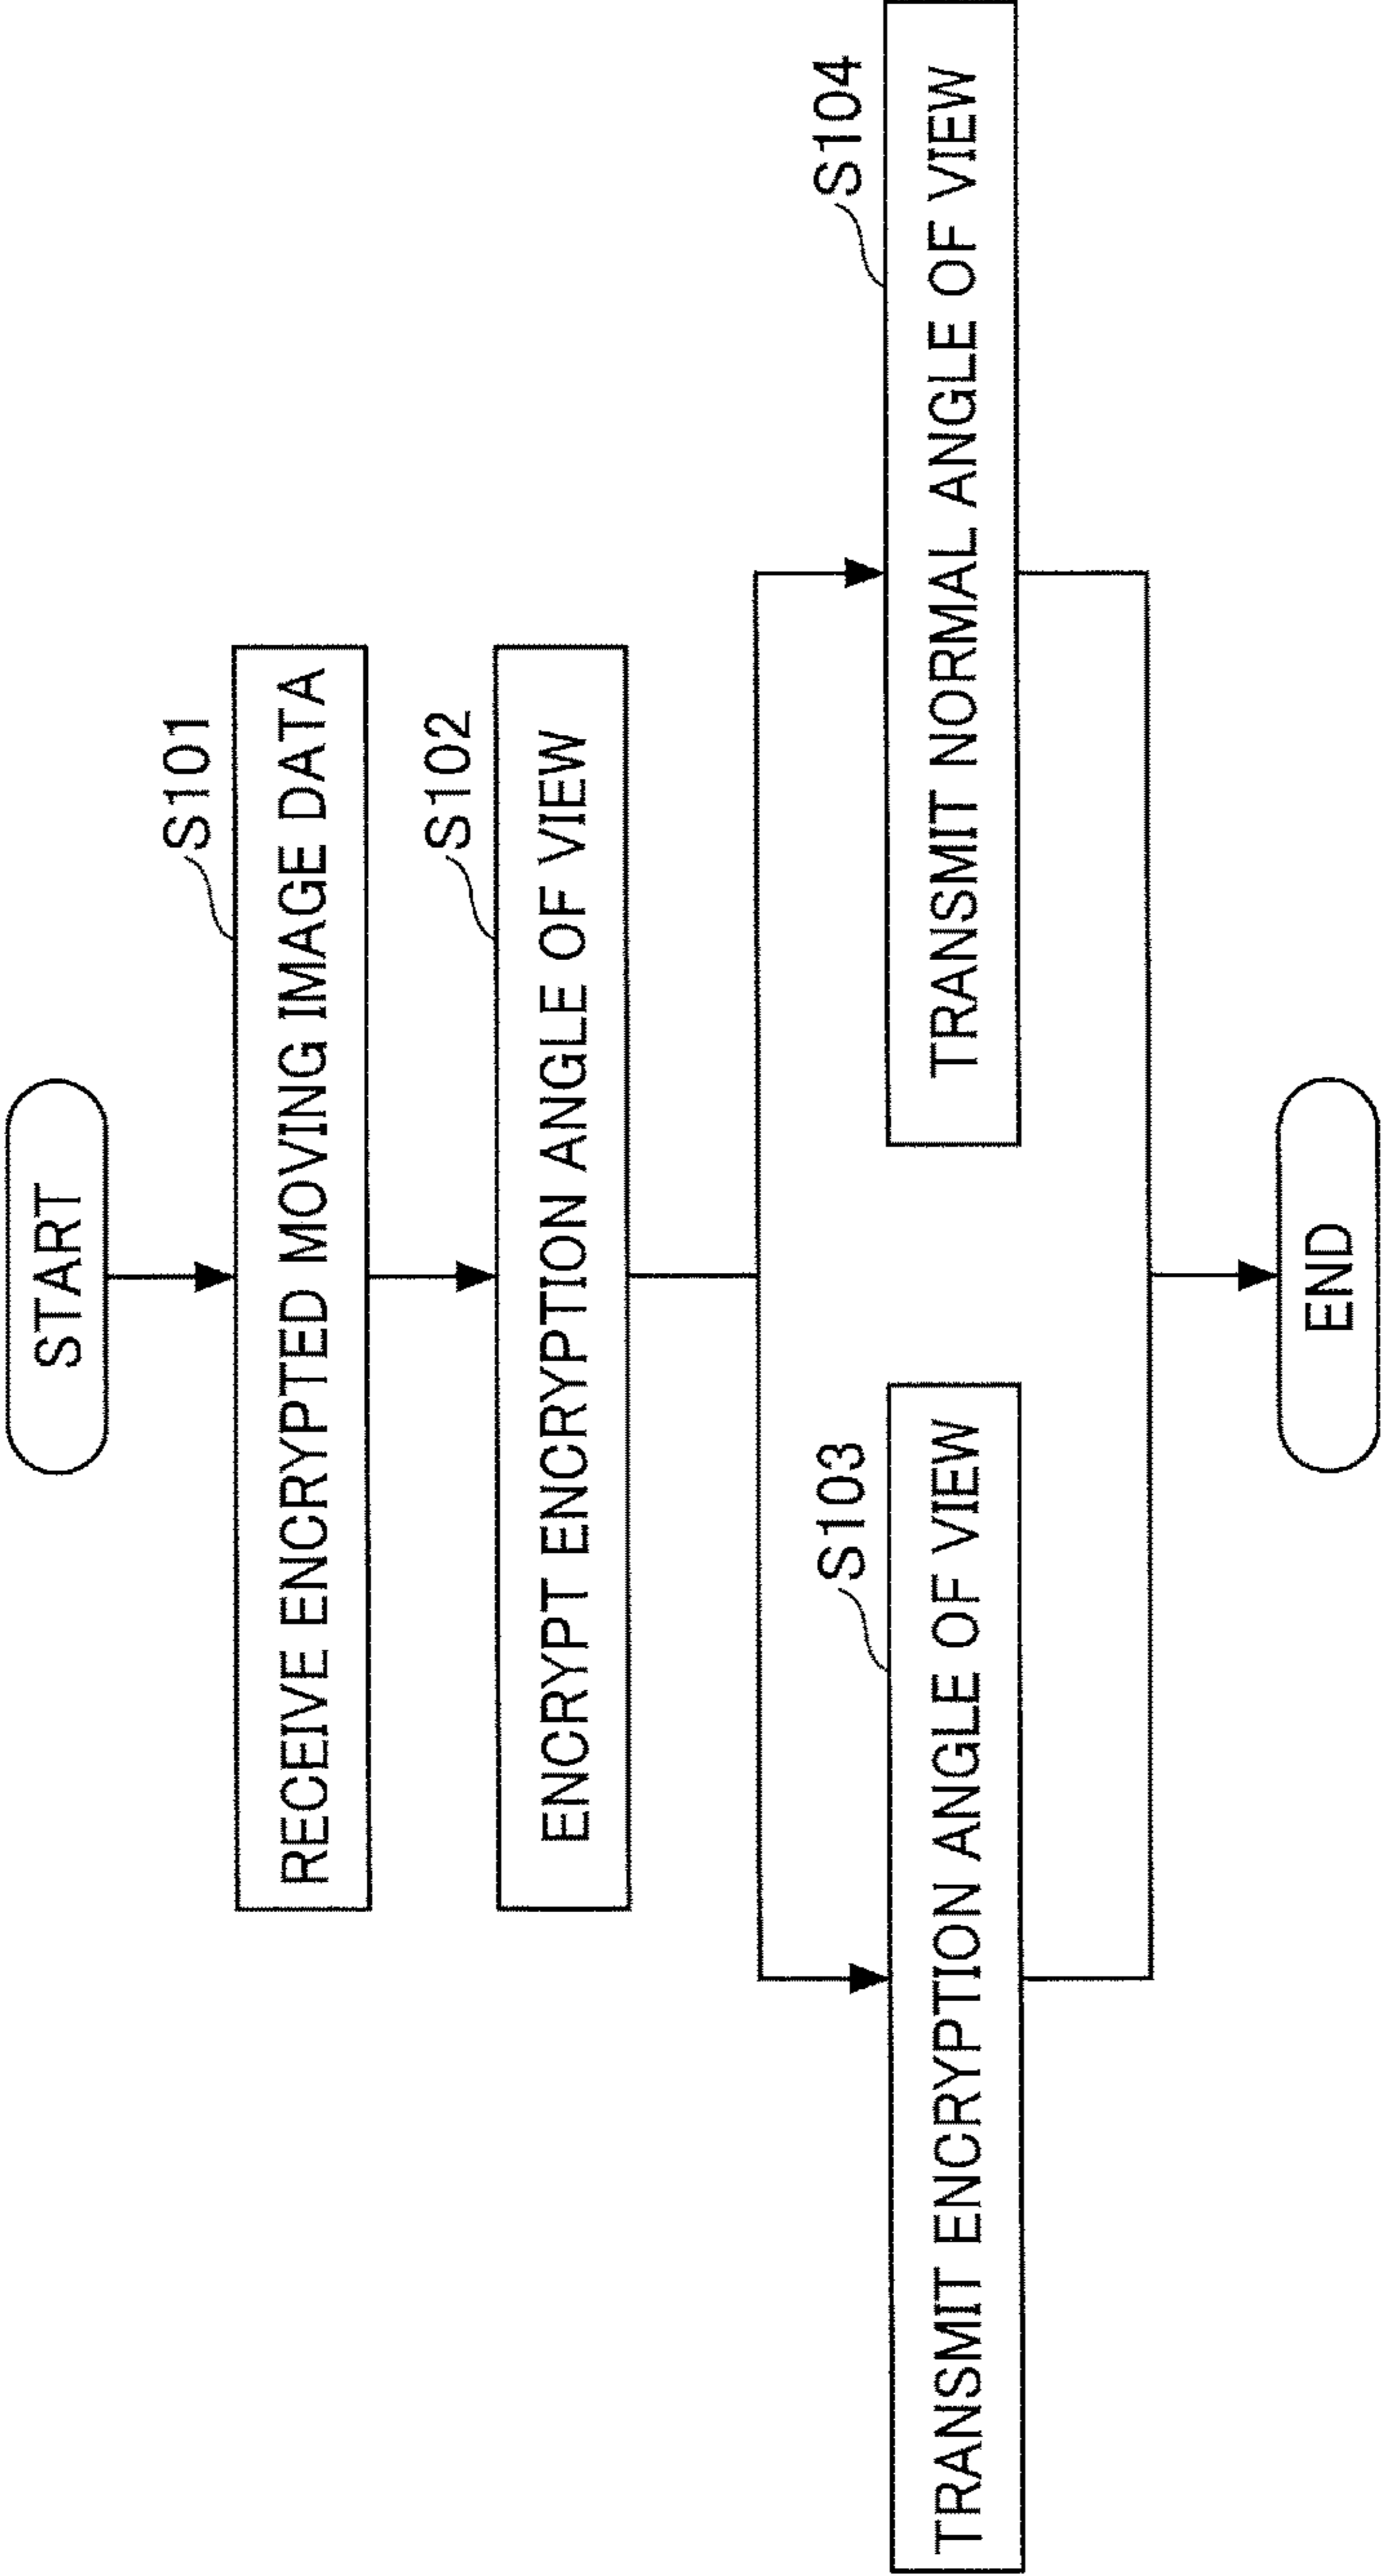 START
S101
RECEIVE ENCRYPTED MOVING IMAGE DATA
S102
ENCRYPT ENCRYPTION ANGLE OF VIEW
S103
TRANSMIT ENCRYPTION ANGLE OF VIEW
S104
TRANSMIT NORMAL ANGLE OF VIEW
END